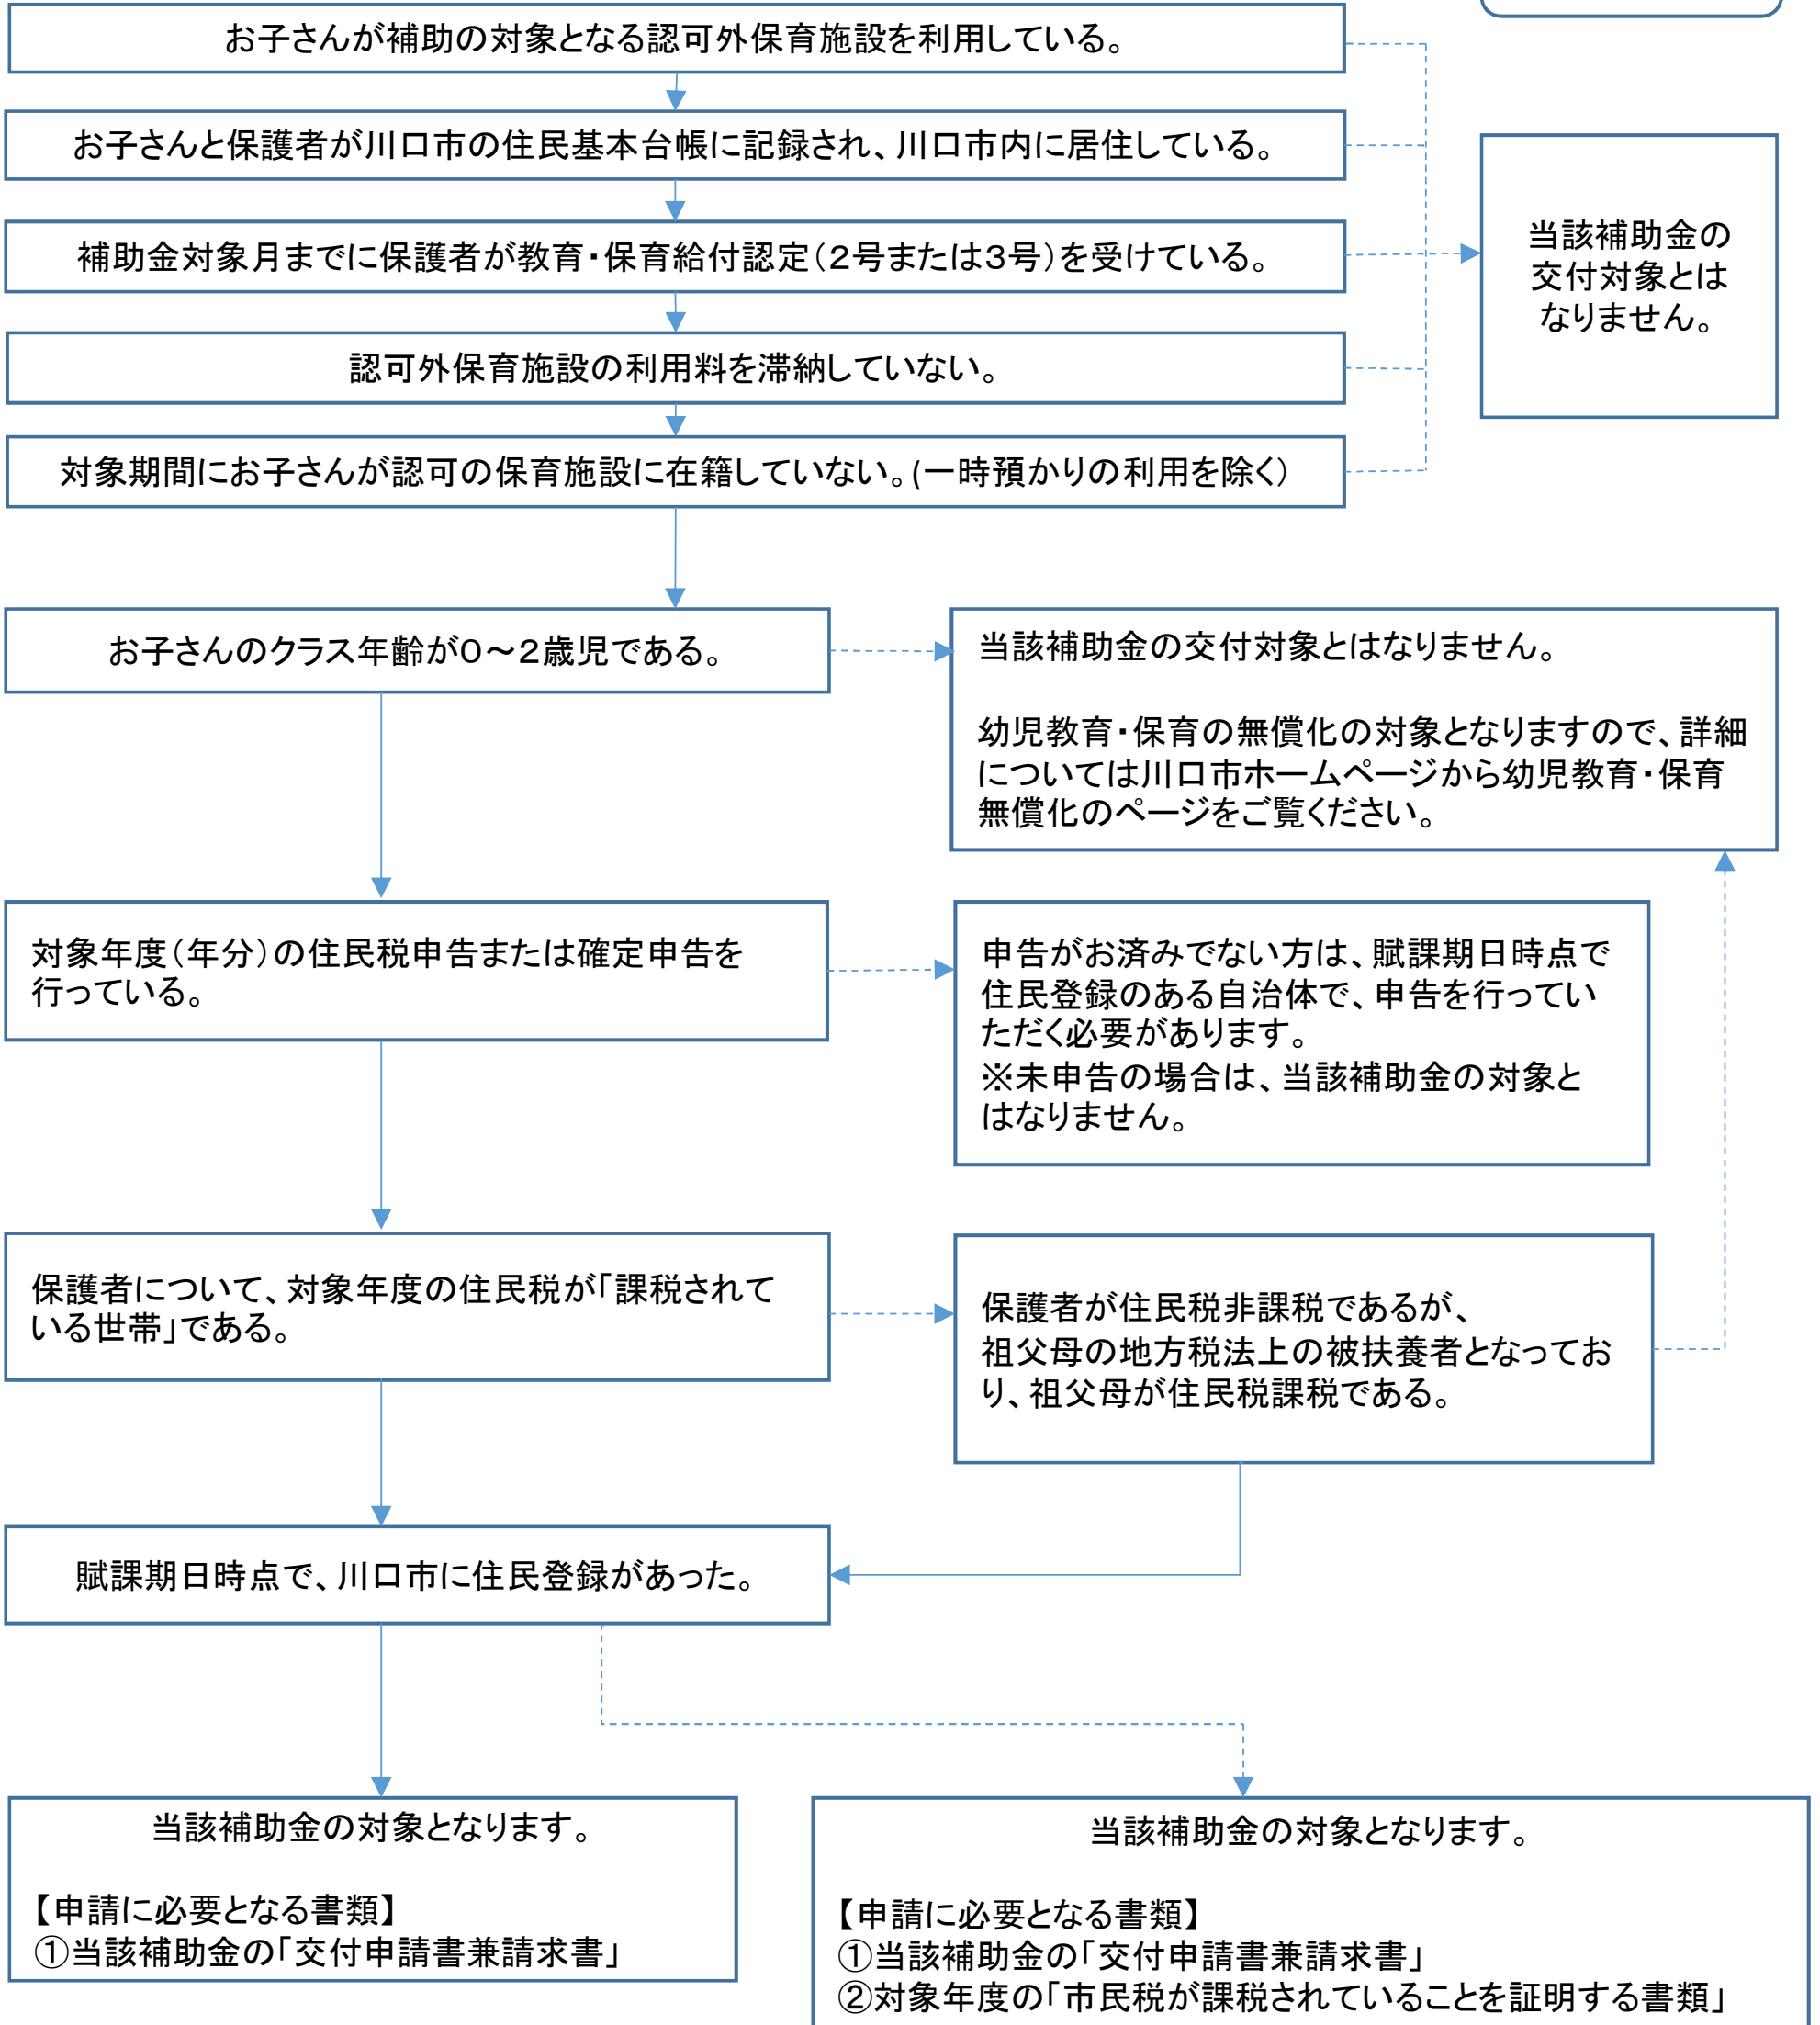 お子さんが補助の対象となる認可外保育施設を利用している。
お子さんと保護者が川口市の住民基本台帳に記録され、川口市内に居住している。
補助金対象月までに保護者が教育・保育給付認定（２号または３号）を受けている。
当該補助金の
交付対象とは
なりません。
認可外保育施設の利用料を滞納していない。
対象期間にお子さんが認可の保育施設に在籍していない。(一時預かりの利用を除く）
お子さんのクラス年齢が０～２歳児である。
当該補助金の交付対象とはなりません。
幼児教育・保育の無償化の対象となりますので、詳細
については川口市ホームページから幼児教育・保育
無償化のページをご覧ください。
対象年度（年分）の住民税申告または確定申告を
行っている。
申告がお済みでない方は、賦課期日時点で
住民登録のある自治体で、申告を行ってい
ただく必要があります。
※未申告の場合は、当該補助金の対象と
はなりません。
保護者について、対象年度の住民税が「課税されて
いる世帯」である。
保護者が住民税非課税であるが、
祖父母の地方税法上の被扶養者となってお
り、祖父母が住民税課税である。
賦課期日時点で、川口市に住民登録があった。
当該補助金の対象となります。
【申請に必要となる書類】
①当該補助金の「交付申請書兼請求書」
当該補助金の対象となります。
【申請に必要となる書類】
①当該補助金の「交付申請書兼請求書」
②対象年度の「市民税が課税されていることを証明する書類」